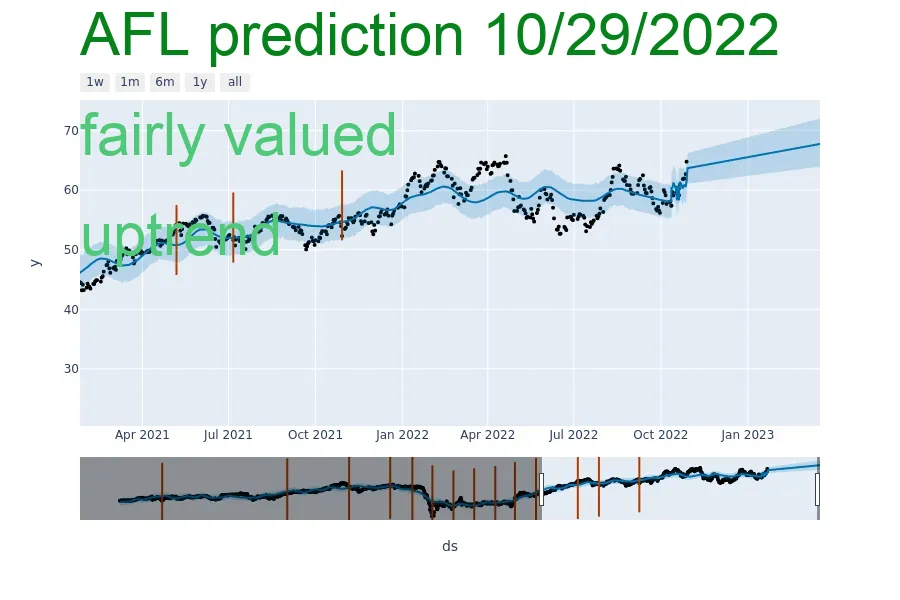 AFL prediction 10/29/2022
1w 1m 6m 1y all
fairly valued
uptrend
70
60
50
40
30
y
Apr 2021 Jul 2021 Oct 2021 Jan 2022 Apr 2022 Jul 2022 Oct 2022 Jan 2023
ds